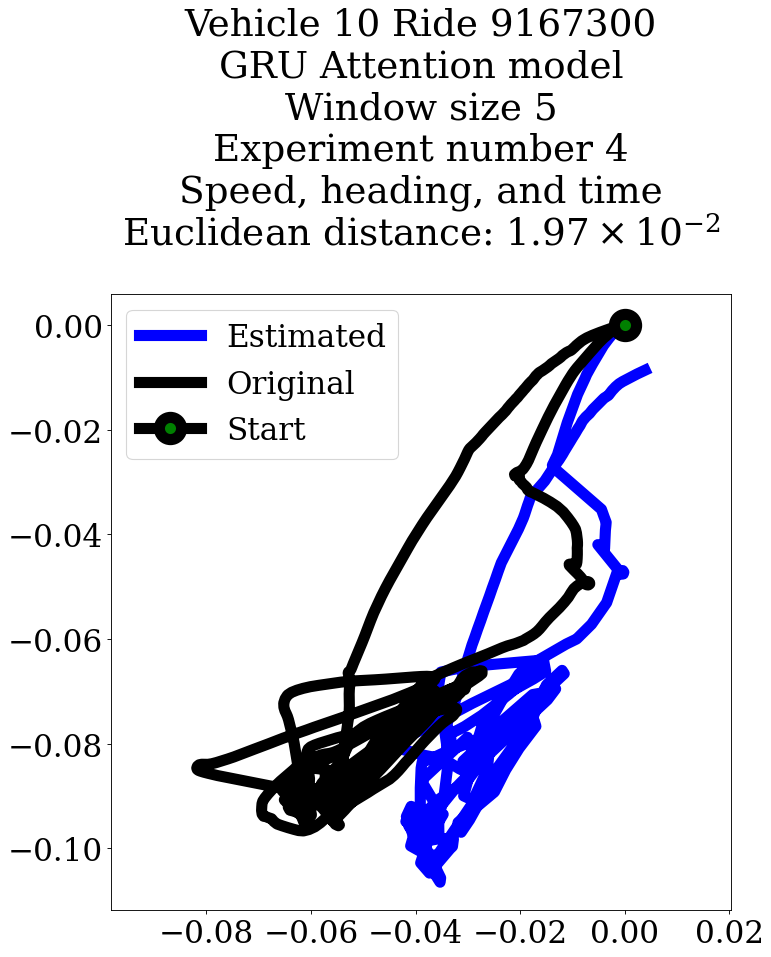 Vehicle 10 Ride 9167300
GRU Attention model
Window size 5
Experiment number 4
Speed, heading, and time
Euclidean distance: 1.97 × 10⁻²
Estimated
Original
Start
0.00
−0.02
−0.04
−0.06
−0.08
−0.10
−0.08 −0.06 −0.04 −0.02 0.00 0.02